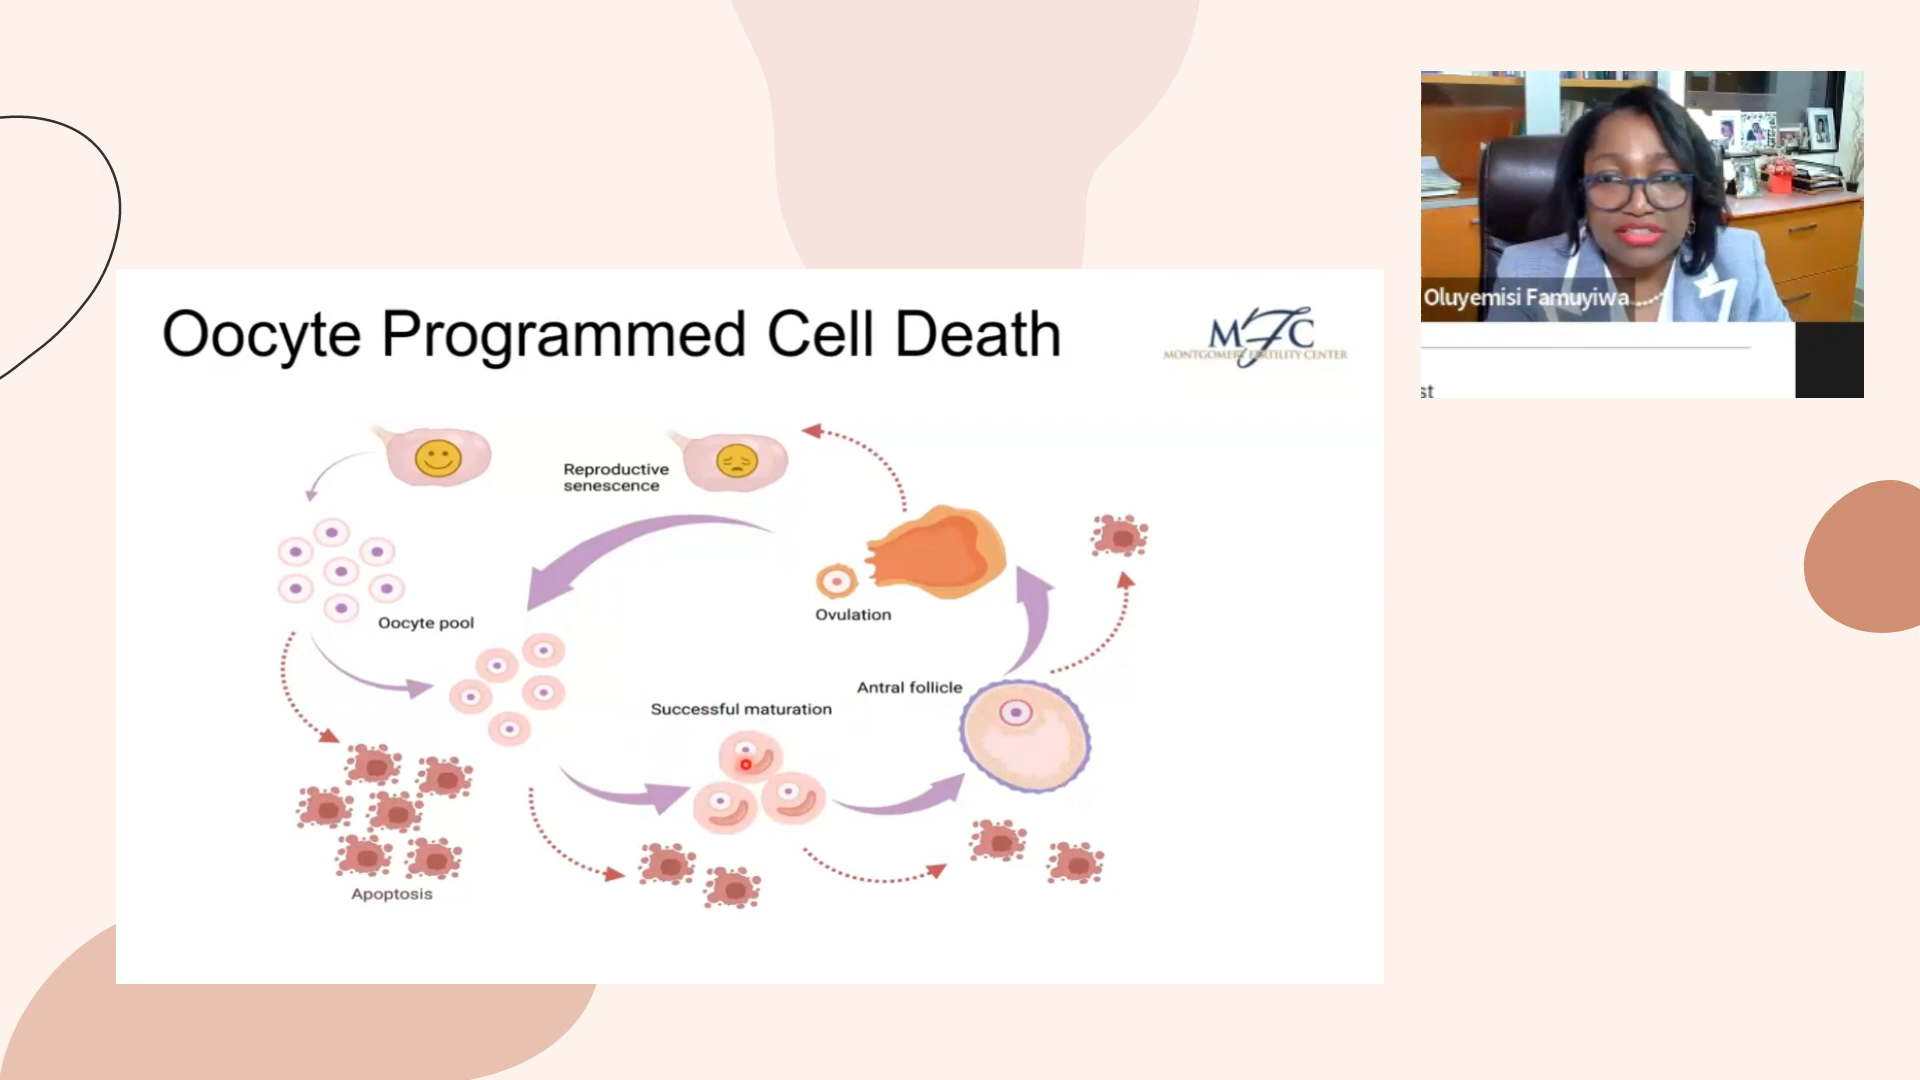 Oocyte Programmed Cell Death
MFC
MONTGOMERY FERTILITY CENTER
Oluyemisi Famuyiwa
st
Reproductive
senescence
Oocyte pool
Ovulation
Antral follicle
Successful maturation
Apoptosis